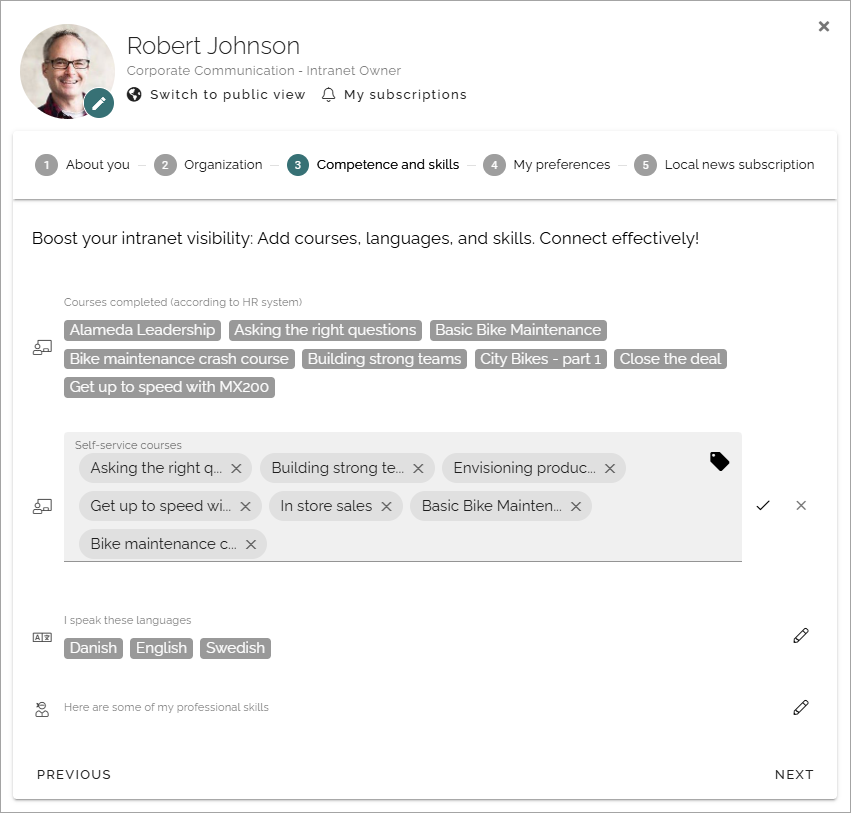 Robert Johnson
Corporate Communication - Intranet Owner
Switch to public view My subscriptions
1 About you 2 Organization 3 Competence and skills 4 My preferences 5 Local news subscription
Boost your intranet visibility: Add courses, languages, and skills. Connect effectively!
Courses completed (according to HR system)
Alameda Leadership Asking the right questions Basic Bike Maintenance
Bike maintenance crash course Building strong teams City Bikes - part 1 Close the deal
Get up to speed with MX200
Self-service courses
Asking the right q... Building strong te... Envisioning produc...
Get up to speed wi... In store sales Basic Bike Mainten...
Bike maintenance c...
I speak these languages
Danish English Swedish
Here are some of my professional skills
PREVIOUS NEXT